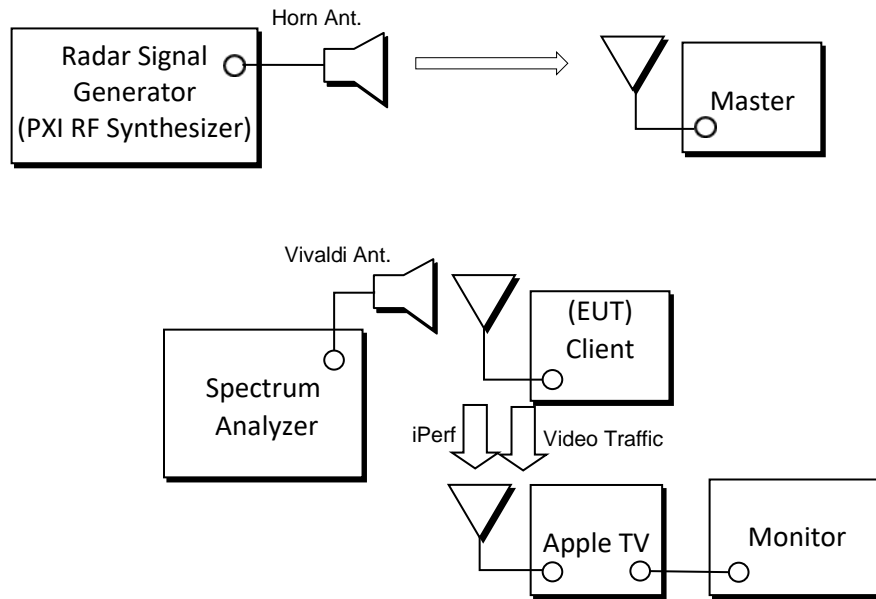 Horn Ant.
Radar Signal
Generator
(PXI RF Synthesizer)
Master
Vivaldi Ant.
(EUT)
Client
Spectrum
Analyzer
iPerf
Video Traffic
Apple TV
Monitor